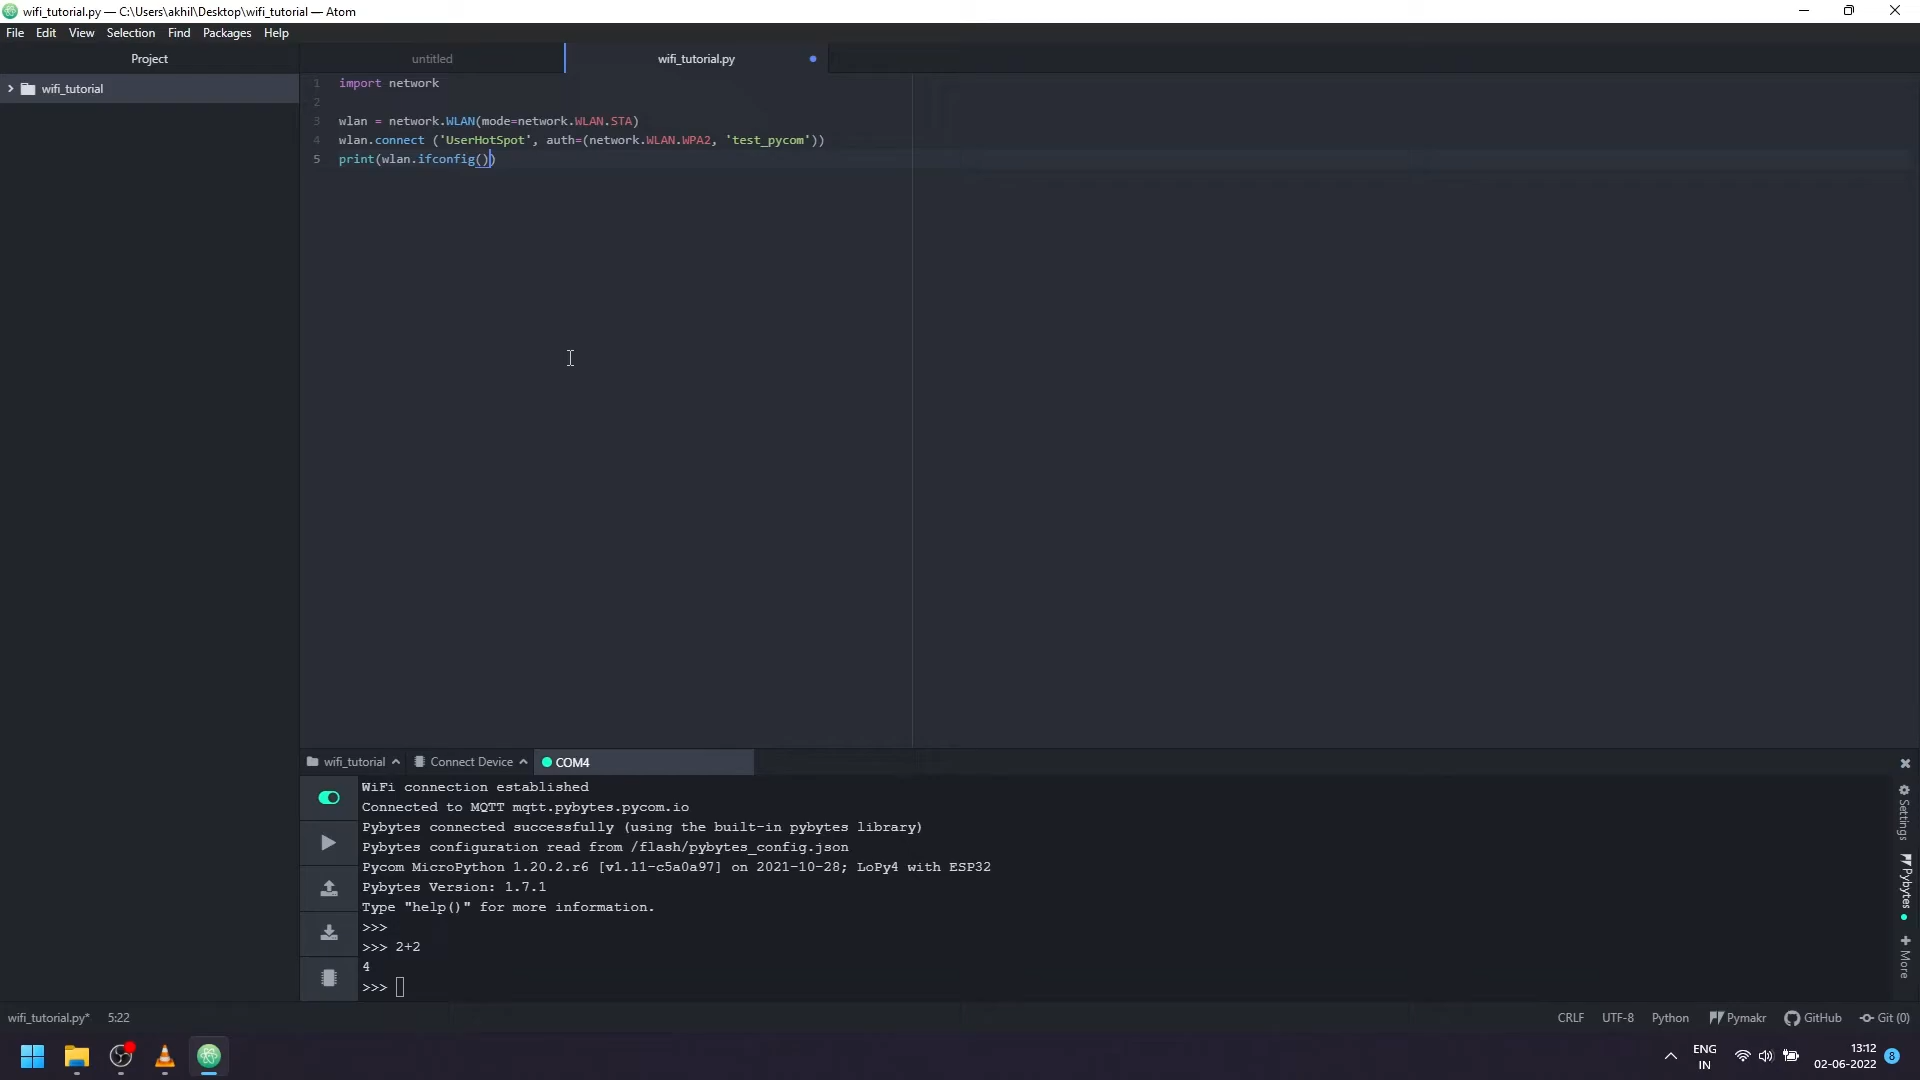 wifi_tutorial.py — C:\Users\akhil\Desktop\wifi_tutorial — Atom
File Edit View Selection Find Packages Help
Project
untitled
wifi_tutorial.py
wifi_tutorial
1 import network
2
3 wlan = network.WLAN(mode=network.WLAN.STA)
4 wlan.connect ('UserHotSpot', auth=(network.WLAN.WPA2, 'test_pycom'))
5 print(wlan.ifconfig())
wifi_tutorial Connect Device COM4
WiFi connection established
Connected to MQTT mqtt.pybytes.pycom.io
Pybytes connected successfully (using the built-in pybytes library)
Pybytes configuration read from /flash/pybytes_config.json
Pycom MicroPython 1.20.2.r6 [v1.11-c5a0a97] on 2021-10-28; LoPy4 with ESP32
Pybytes Version: 1.7.1
Type "help()" for more information.
>>>
>>> 2+2
4
>>>
Settings
Pybytes
More
wifi_tutorial.py* 5:22
CRLF UTF-8 Python Pymakr GitHub Git (0)
ENG
IN
13:12
02-06-2022
8